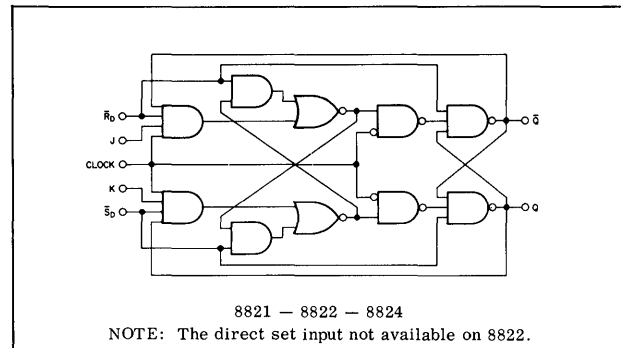 R̄D
J
CLOCK
K
S̄D
Q̄
Q
8821 — 8822 — 8824
NOTE: The direct set input not available on 8822.